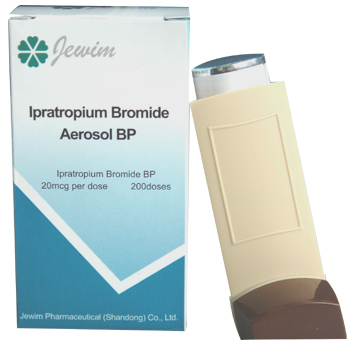 Jewim
Ipratropium Bromide
Aerosol BP
Ipratropium Bromide BP
20mcg per dose 200doses
Jewim Pharmaceutical (Shandong) Co., Ltd.